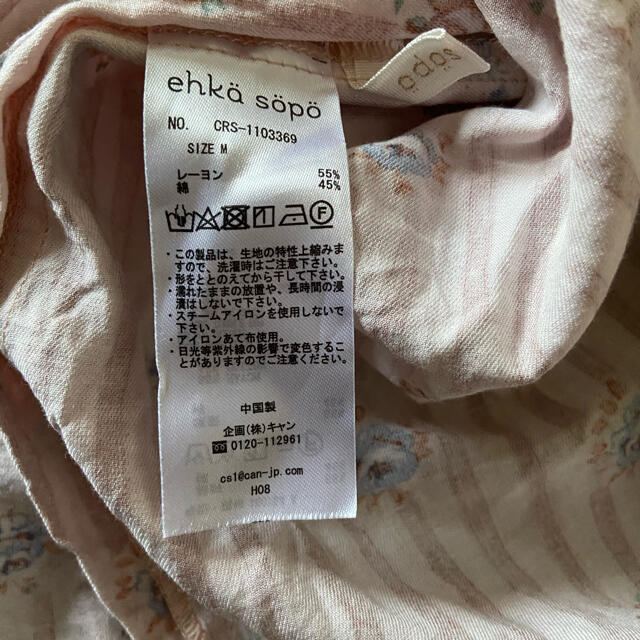 ehkä söpö
NO. CRS-1103369
SIZE M
レーヨン 55%
綿 45%
F
・この製品は、生地の特性上縮みま
すので、洗濯時はご注意下さい。
・形をととのえてから干して下さい。
・濡れたままの放置や、長時間の浸
漬はしないで下さい。
・スチームアイロンを使用しないで
下さい。
・アイロンあて布使用。
・日光等紫外線の影響で変色するこ
とがありますのでご注意ください。
中国製
企画(株)キャン
☎0120-112961
cs1@can-jp.com
H08
söpö